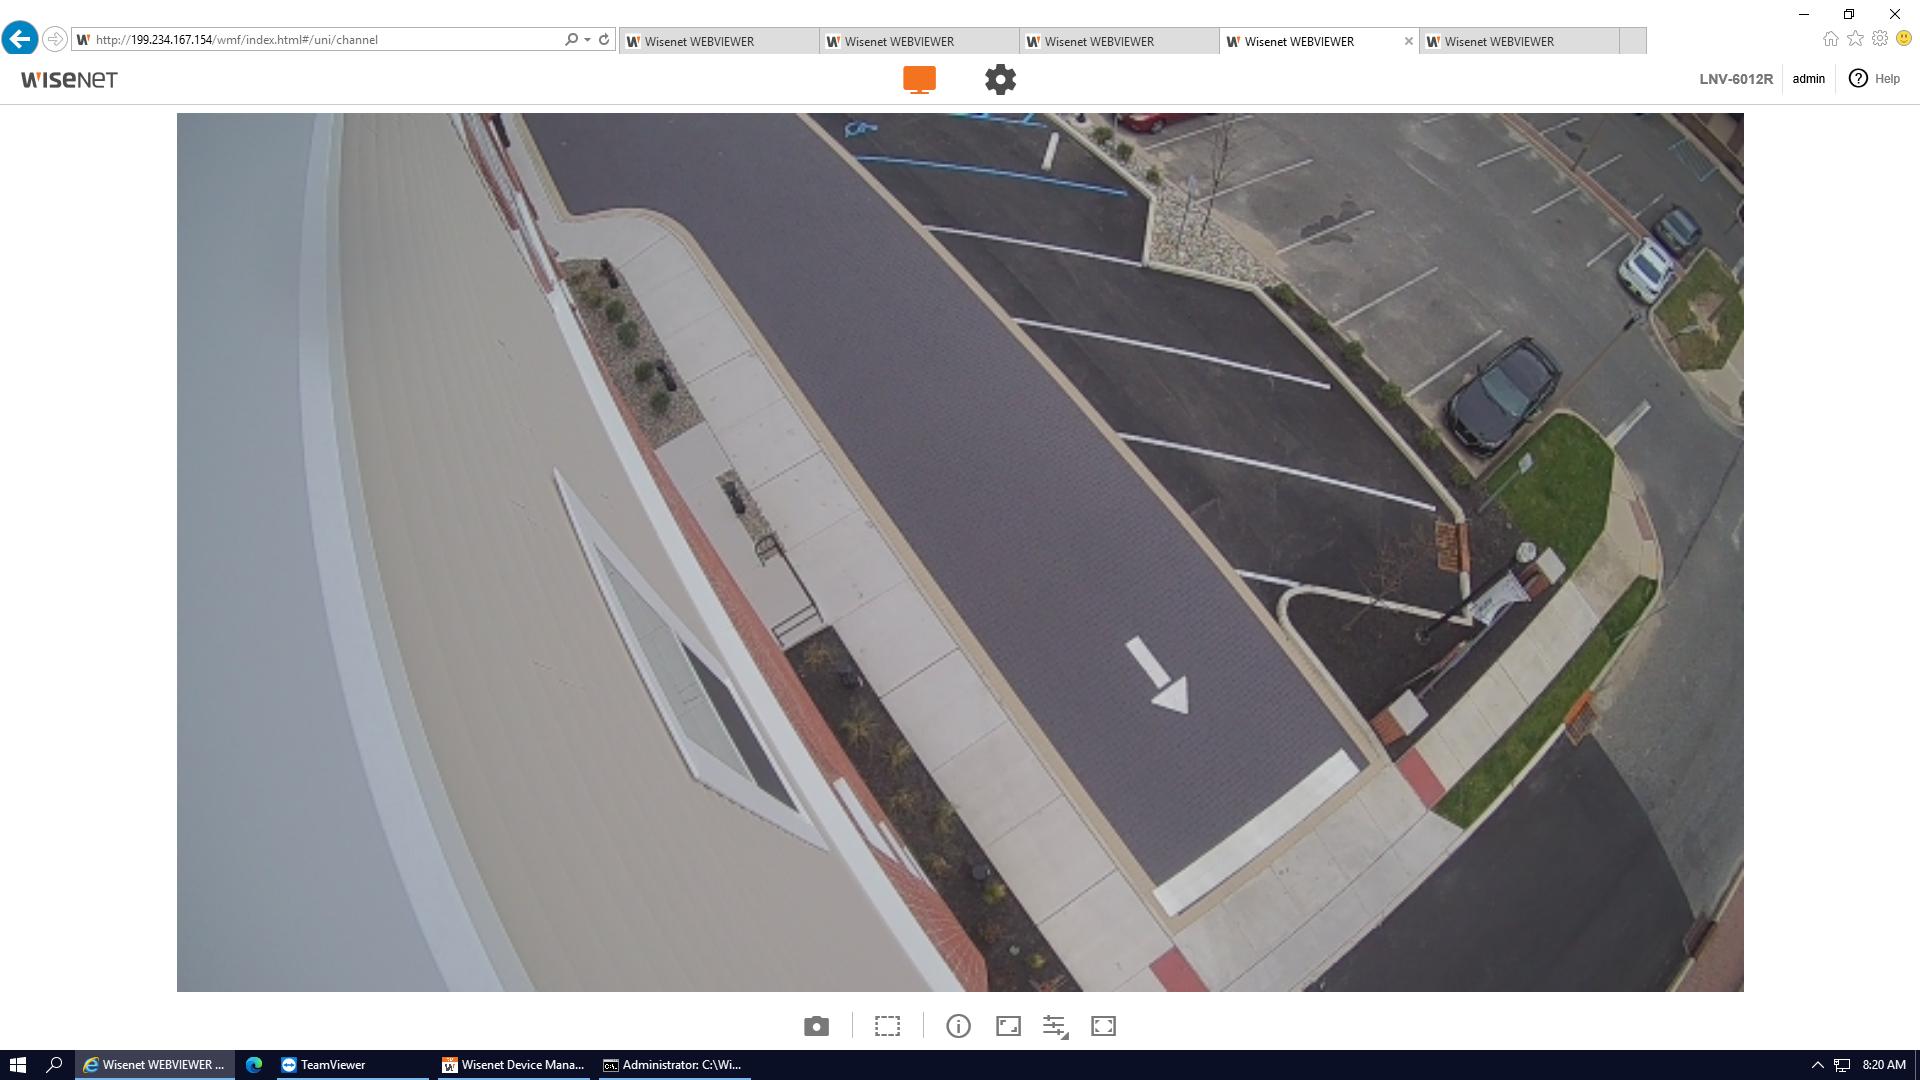 http://199.234.167.154/wmf/index.html#/uni/channel
Wisenet WEBVIEWER
Wisenet WEBVIEWER
Wisenet WEBVIEWER
Wisenet WEBVIEWER
Wisenet WEBVIEWER
WISENET
LNV-6012R
admin
Help
Wisenet WEBVIEWER ...
TeamViewer
Wisenet Device Mana...
Administrator: C:\Wi...
8:20 AM